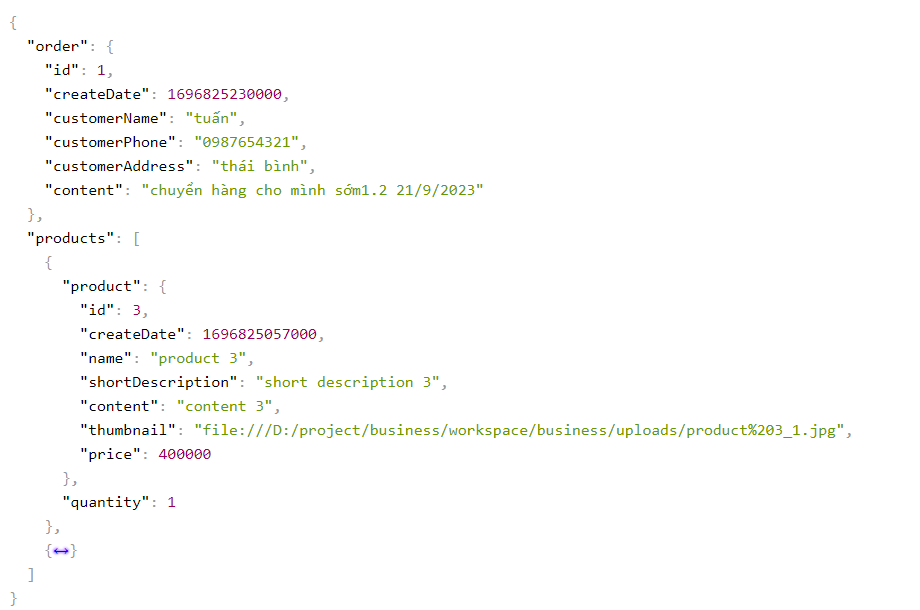 {
"order": {
"id": 1,
"createDate": 1696825230000,
"customerName": "tuấn",
"customerPhone": "0987654321",
"customerAddress": "thái bình",
"content": "chuyển hàng cho mình sớm1.2 21/9/2023"
},
"products": [
{
"product": {
"id": 3,
"createDate": 1696825057000,
"name": "product 3",
"shortDescription": "short description 3",
"content": "content 3",
"thumbnail": "file:///D:/project/business/workspace/business/uploads/product%203_1.jpg",
"price": 400000
},
"quantity": 1
},
{↔}
]
}